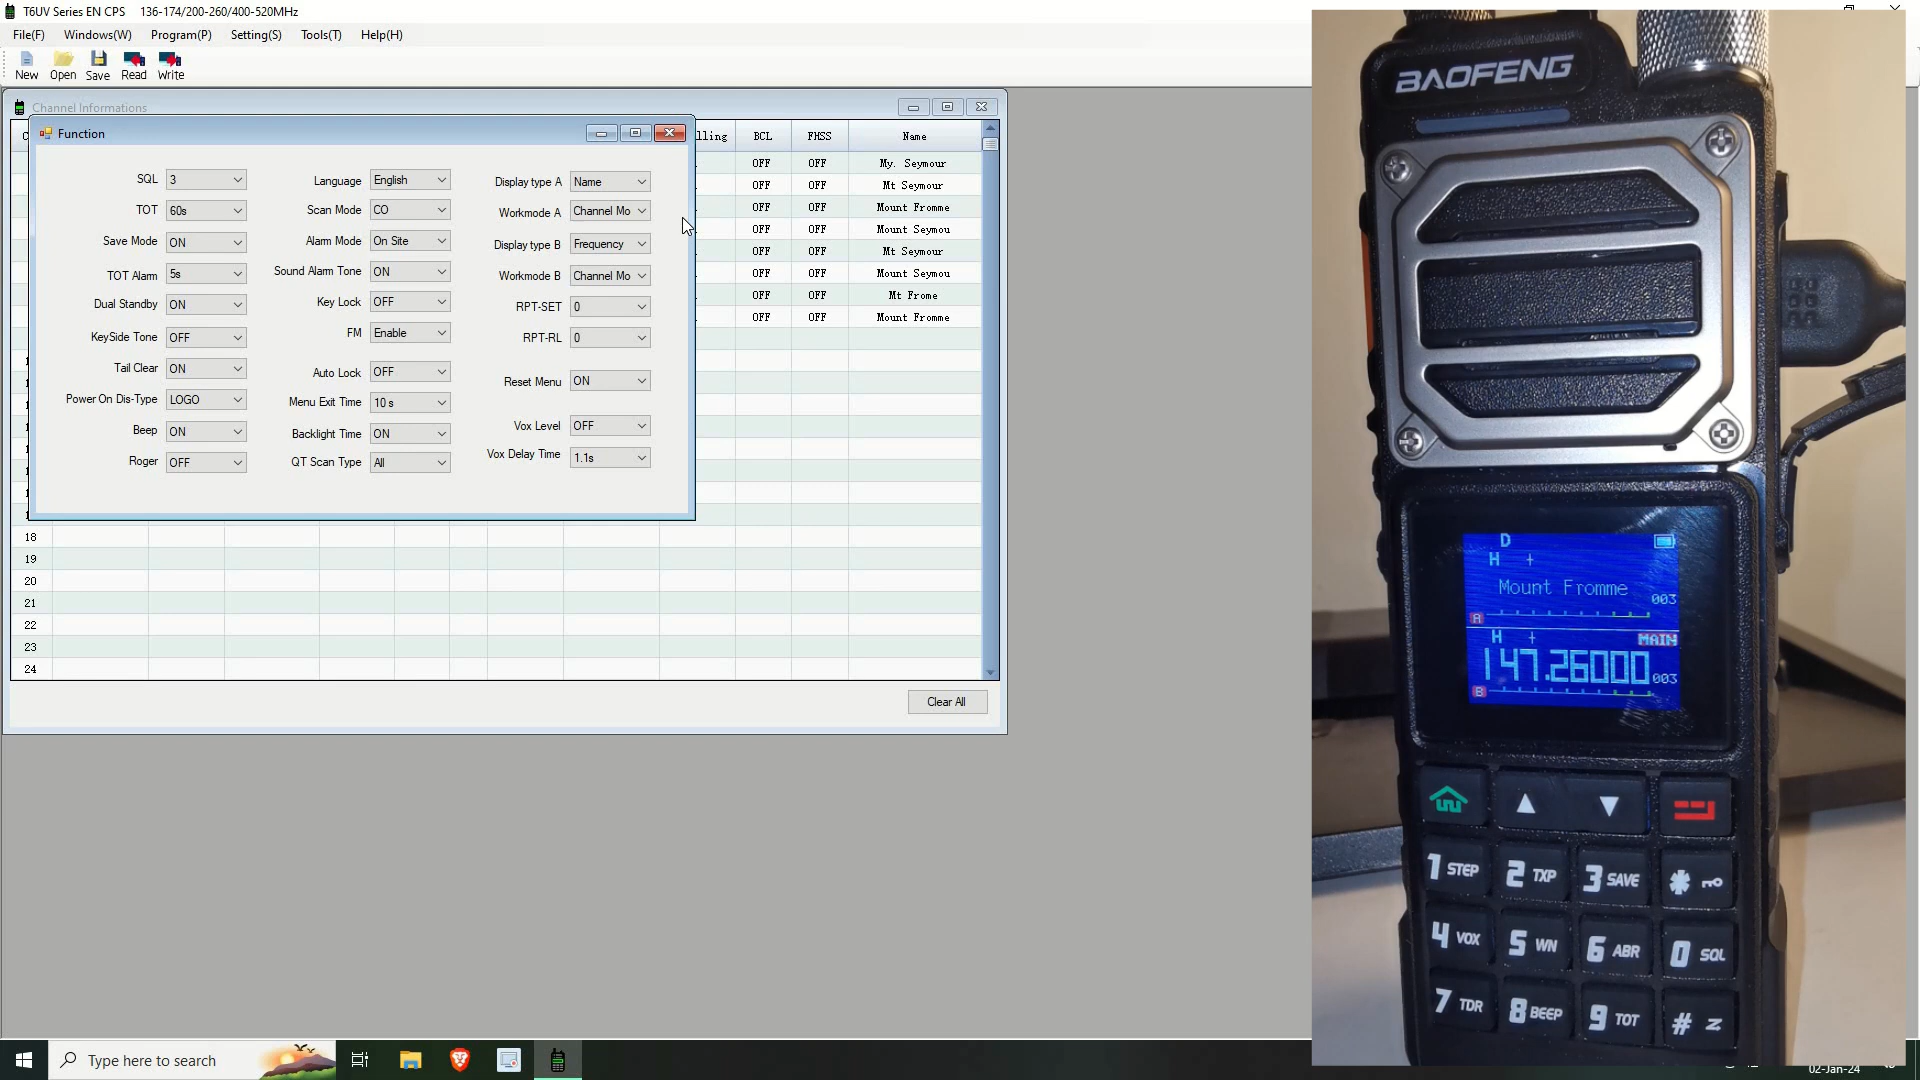 T6UV Series EN CPS 136-174/200-260/400-520MHz
File(F) Windows(W) Program(P) Setting(S) Tools(T) Help(H)
New Open Save Read Write
Channel Informations
Function
BCL FHSS Name
OFF OFF My. Seymour
OFF OFF Mt Seymour
OFF OFF Mount Fromme
OFF OFF Mount Seymou
OFF OFF Mt Seymour
OFF OFF Mount Seymou
OFF OFF Mt Frome
OFF OFF Mount Fromme
SQL 3
TOT 60s
Save Mode ON
TOT Alarm 5s
Dual Standby ON
KeySide Tone OFF
Tail Clear ON
Power On Dis-Type LOGO
Beep ON
Roger OFF
Language English
Scan Mode CO
Alarm Mode On Site
Sound Alarm Tone ON
Key Lock OFF
FM Enable
Auto Lock OFF
Menu Exit Time 10 s
Backlight Time ON
QT Scan Type All
Display type A Name
Workmode A Channel Mo
Display type B Frequency
Workmode B Channel Mo
RPT-SET 0
RPT-RL 0
Reset Menu ON
Vox Level OFF
Vox Delay Time 1.1s
18
19
20
21
22
23
24
Clear All
Type here to search
02-Jan-24
BAOFENG
D
H +
Mount Fromme 003
A
H + MAIN
147.26000 003
B
1 STEP 2 TXP 3 SAVE *
4 VOX 5 WN 6 ABR 0 SQL
7 TDR 8 BEEP 9 TOT # Z